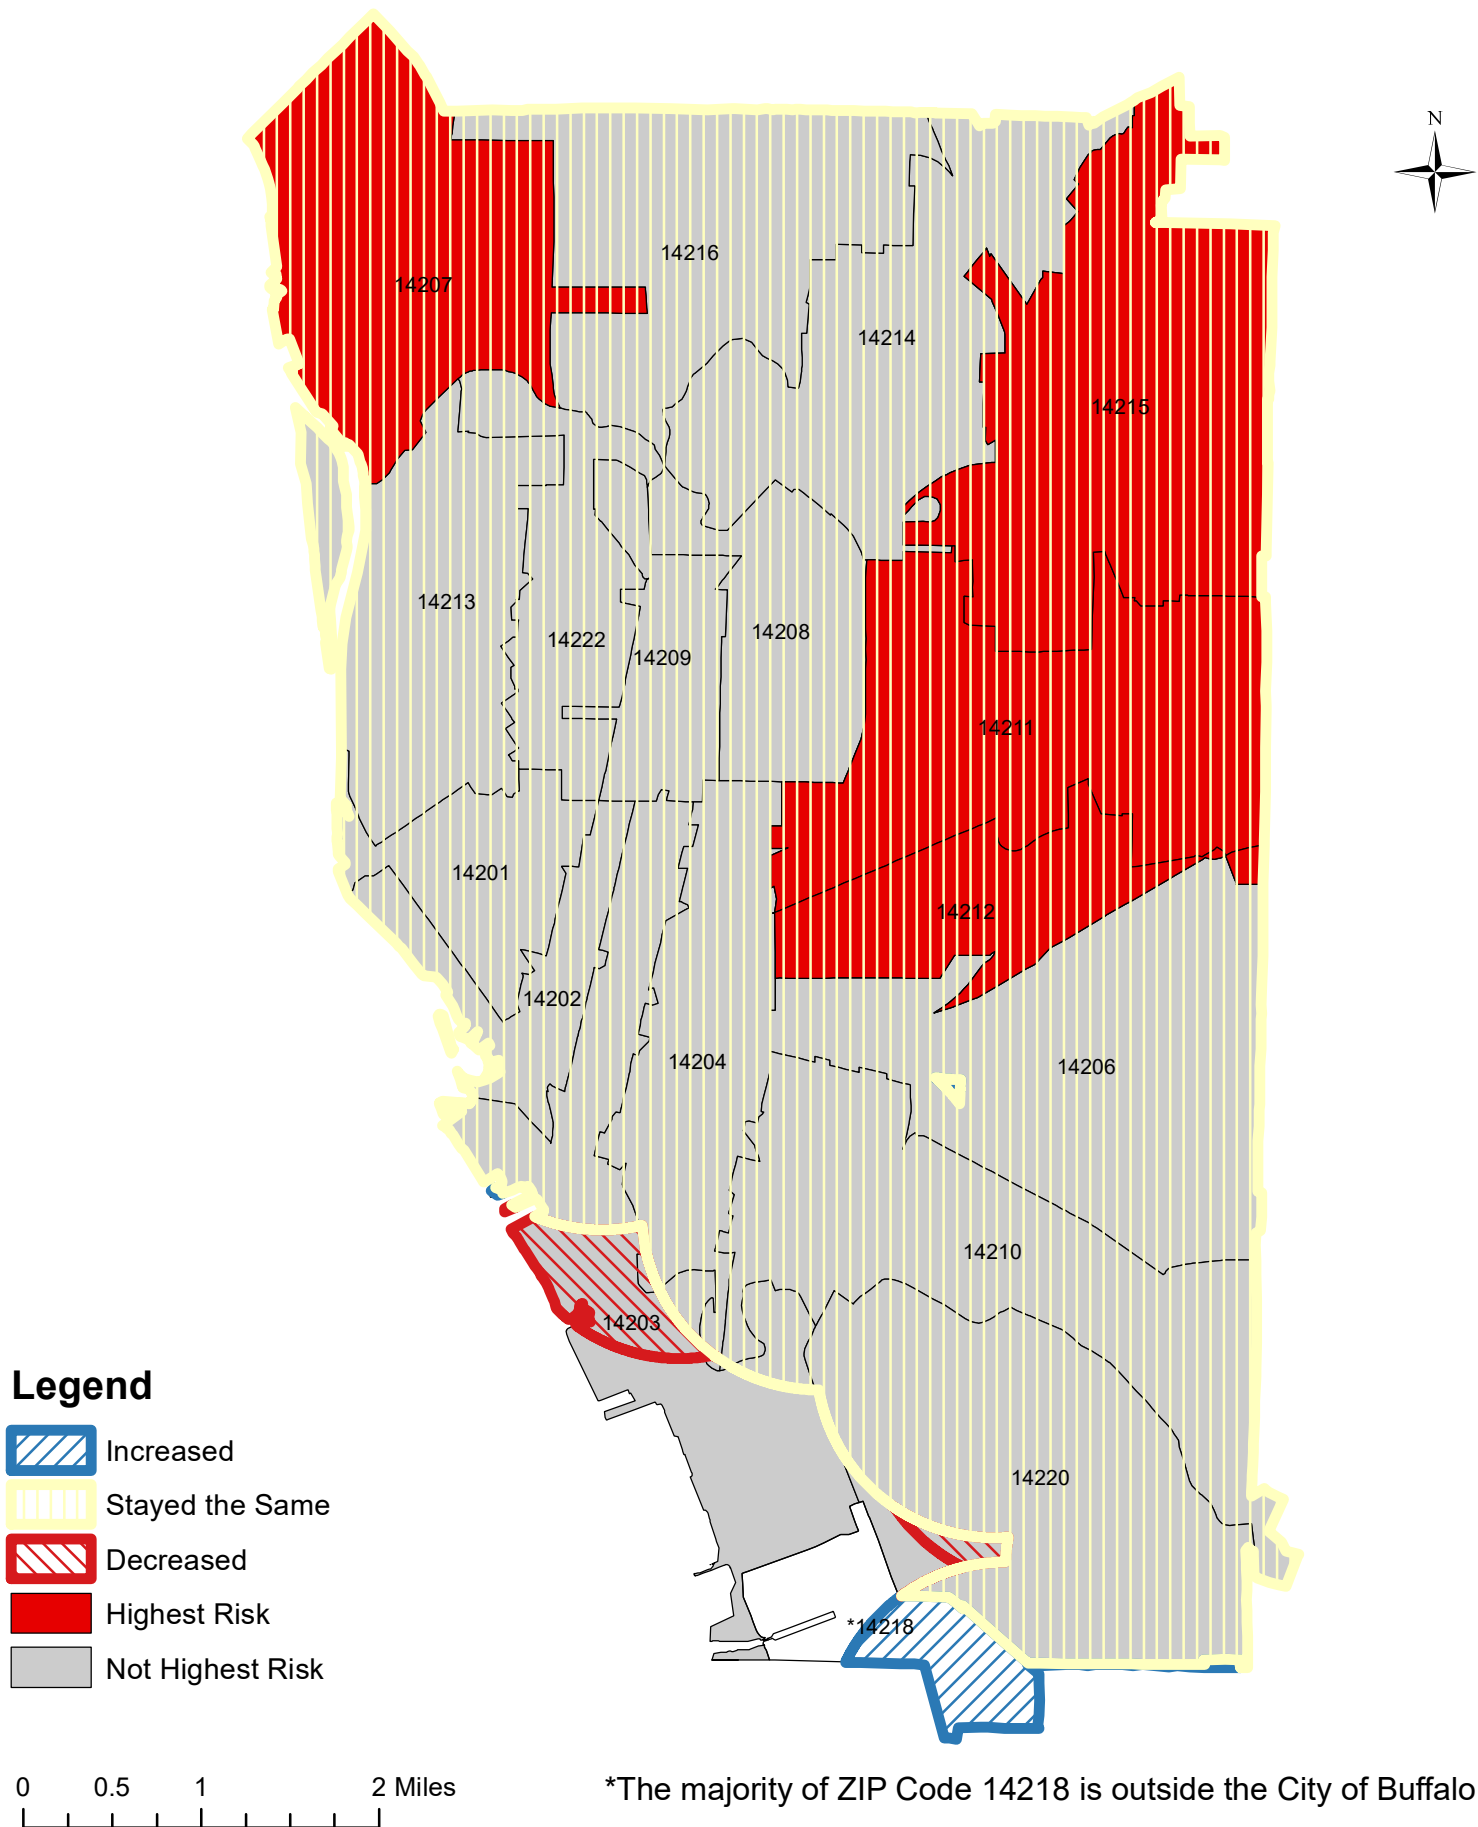 N
14207
14216
14214
14215
14213
14222
14209
14208
14211
14201
14212
14202
14204
14206
14210
14203
14220
*14218
Legend
Increased
Stayed the Same
Decreased
Highest Risk
Not Highest Risk
0 0.5 1 2 Miles
*The majority of ZIP Code 14218 is outside the City of Buffalo